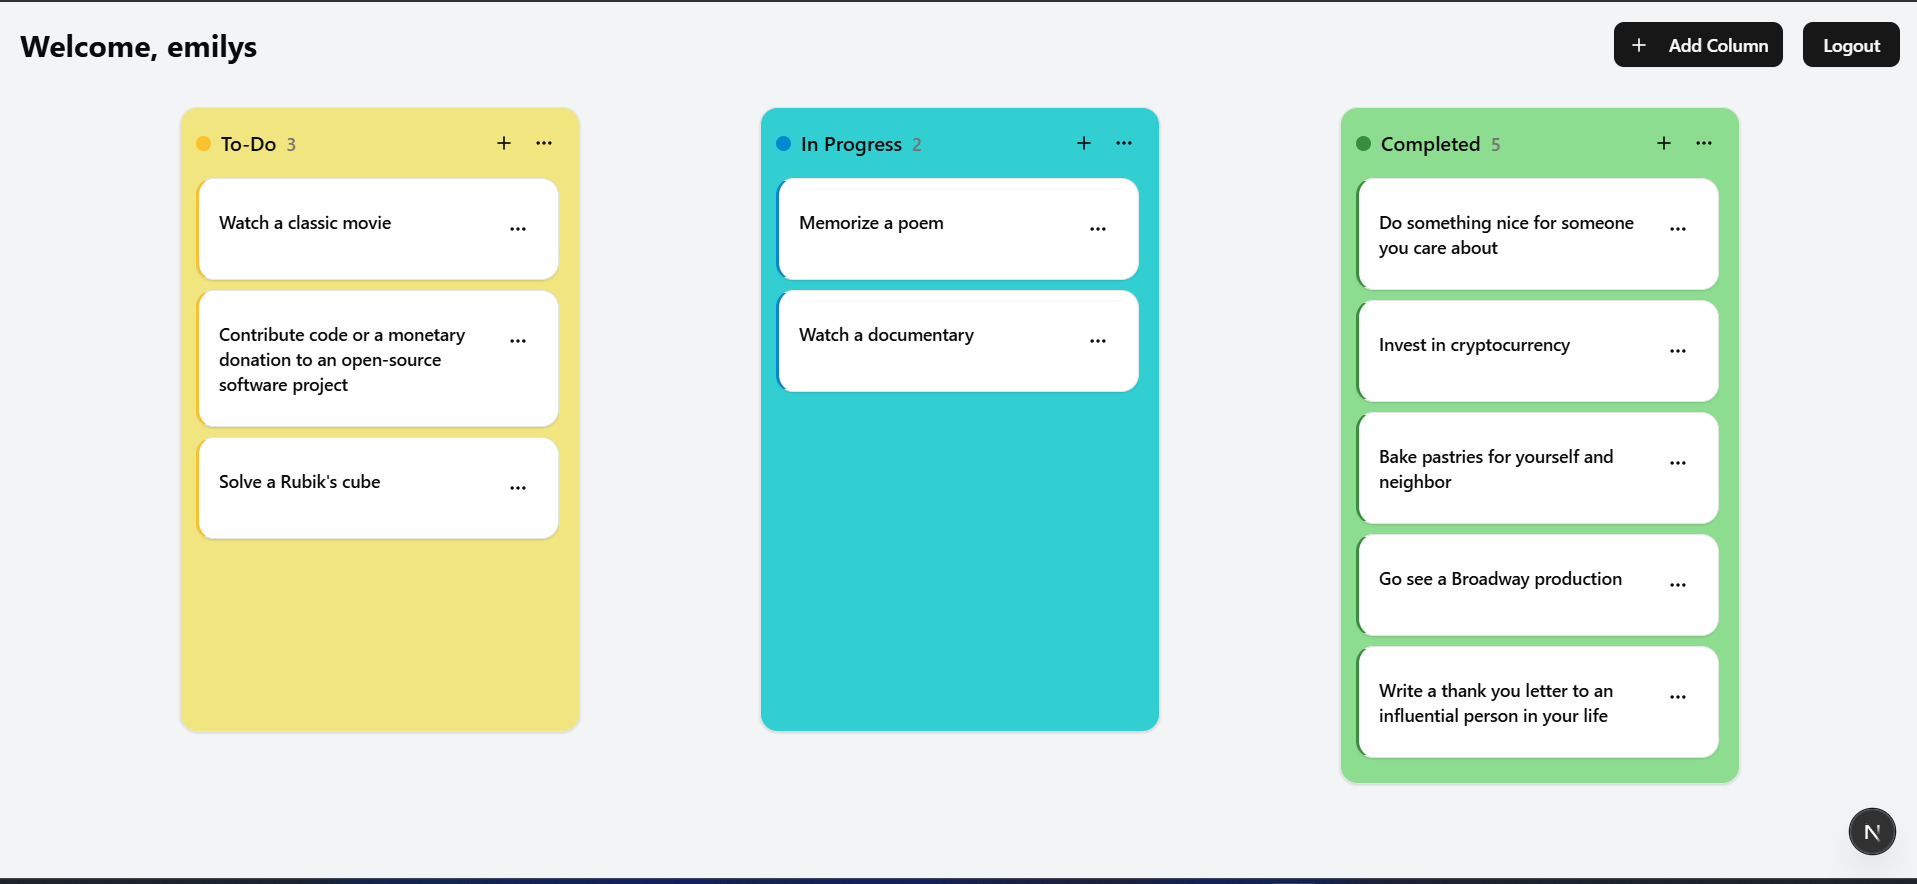 Welcome, emilys
+ Add Column
Logout
To-Do 3
Watch a classic movie
Contribute code or a monetary
donation to an open-source
software project
Solve a Rubik's cube
In Progress 2
Memorize a poem
Watch a documentary
Completed 5
Do something nice for someone
you care about
Invest in cryptocurrency
Bake pastries for yourself and
neighbor
Go see a Broadway production
Write a thank you letter to an
influential person in your life
N